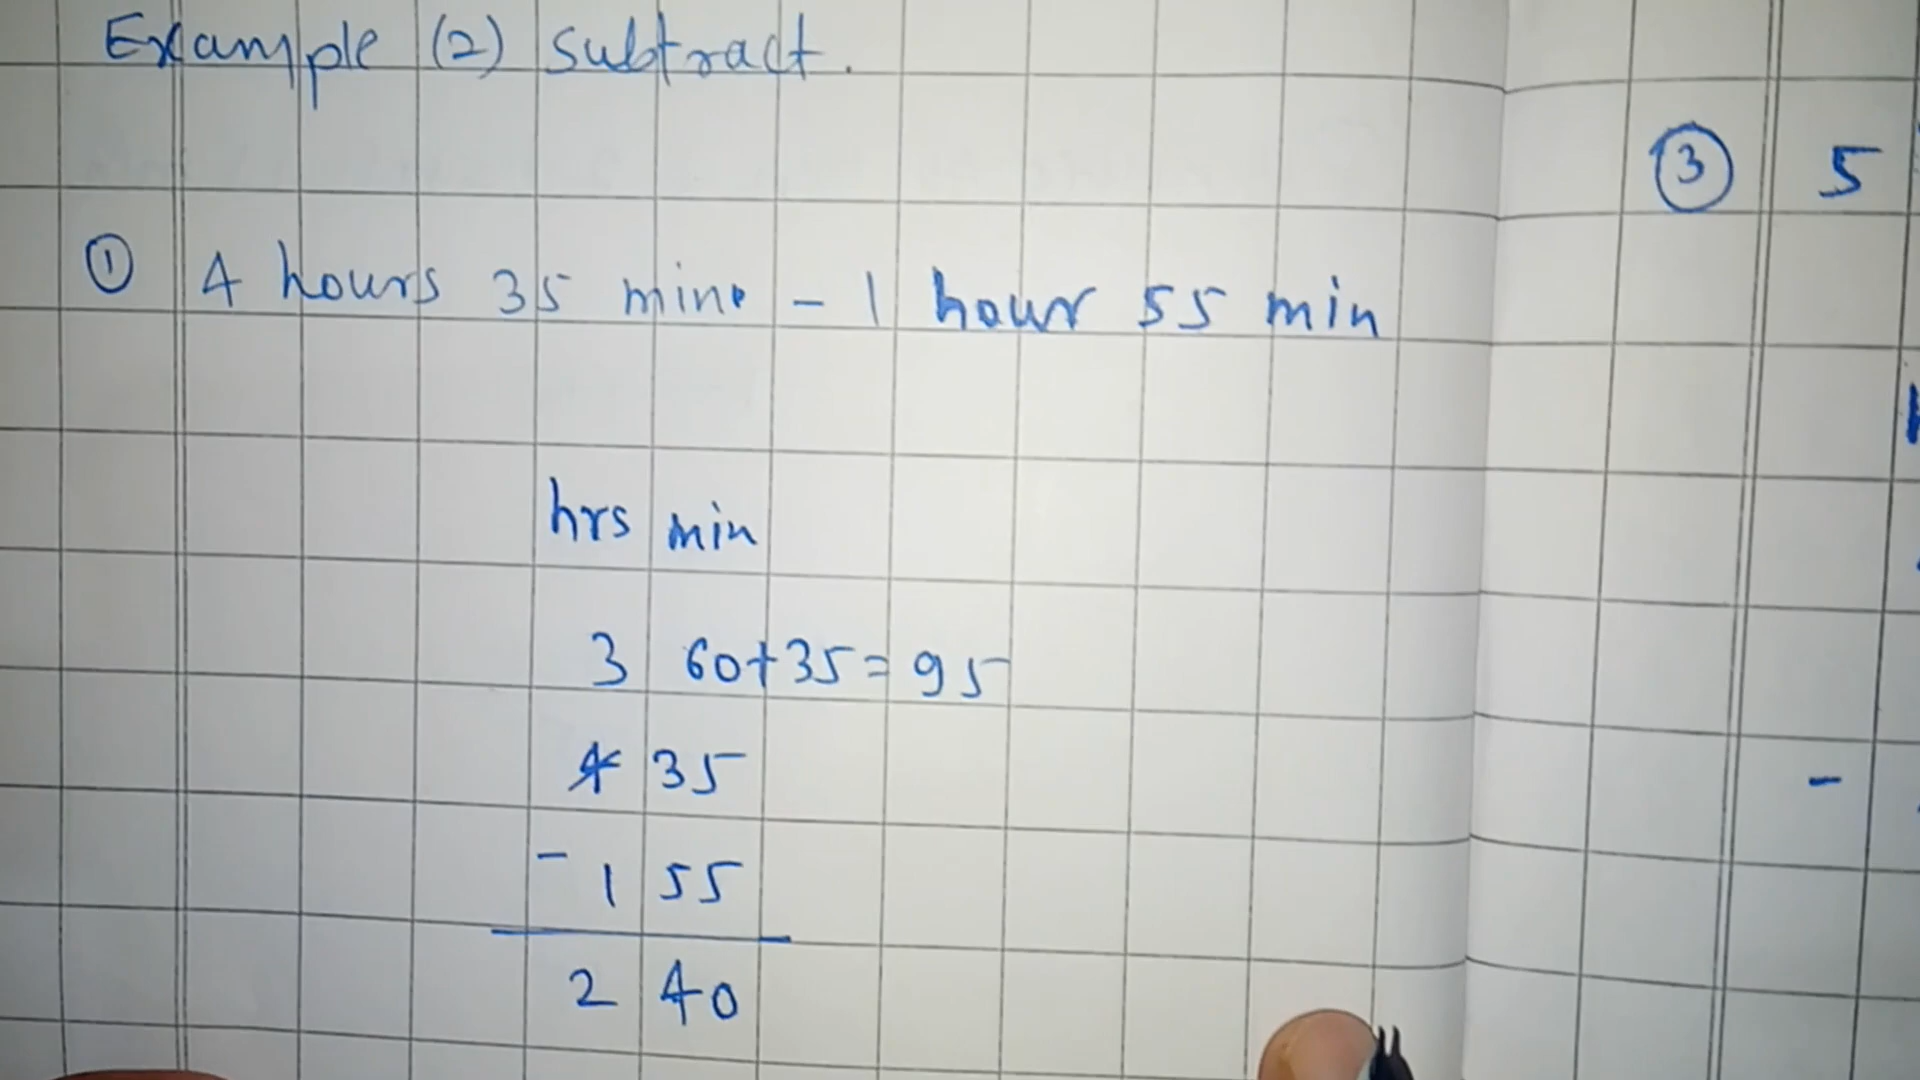 Example (2) Subtract.
① 4 hours 35 min. - 1 hour 55 min
hrs min
3 60+35=95
4 35
- 1 55
2 40
③ 5
-